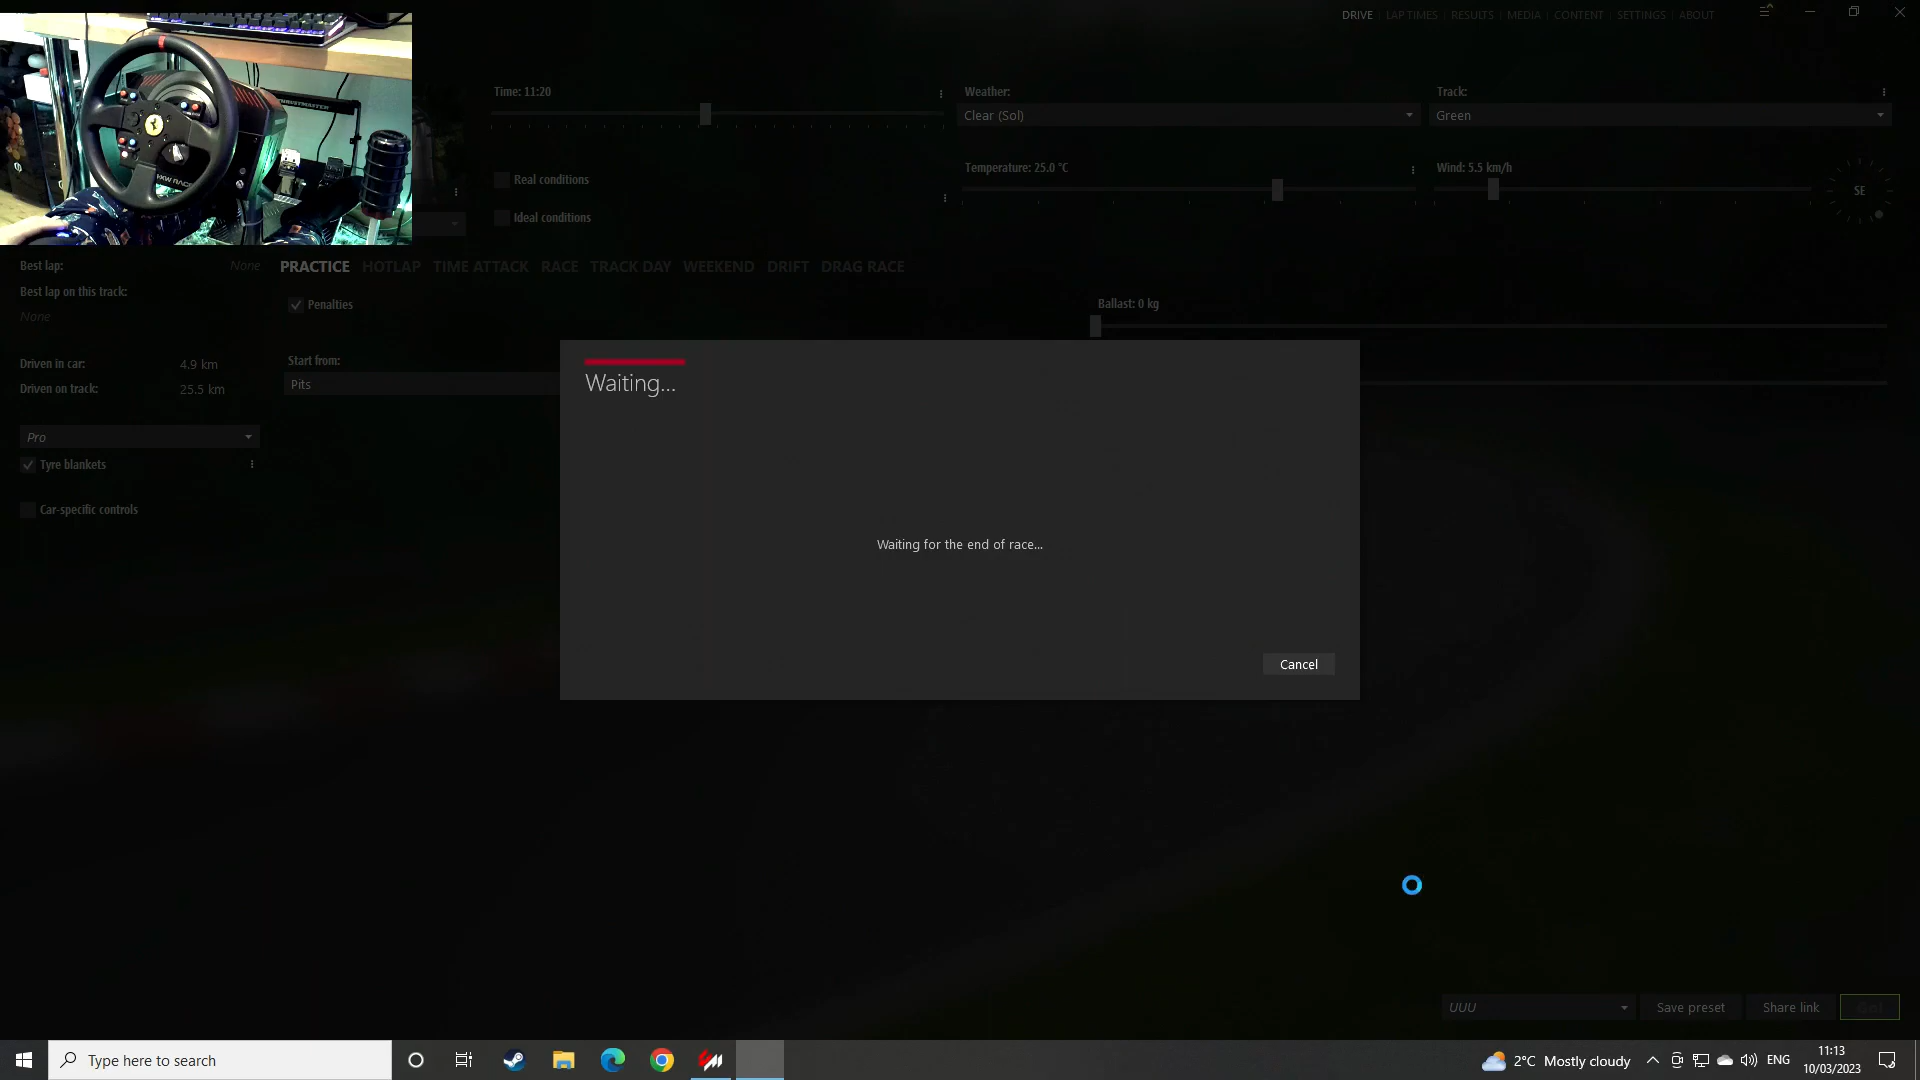 DRIVE LAP TIMES RESULTS MEDIA CONTENT SETTINGS ABOUT
THRUSTMASTER
Time: 11:20
Weather:
Clear (Sol)
Track:
Green
Real conditions
Ideal conditions
Temperature: 25.0 °C
Wind: 5.5 km/h
SE
Best lap: None
Best lap on this track:
None
Driven in car: 4.9 km
Driven on track: 25.5 km
Pro
Tyre blankets
Car-specific controls
PRACTICE HOTLAP TIME ATTACK RACE TRACK DAY WEEKEND DRIFT DRAG RACE
Penalties
Start from:
Pits
Ballast: 0 kg
Waiting...
Waiting for the end of race...
Cancel
UUU
Save preset
Share link
Type here to search
2°C Mostly cloudy
ENG
11:13
10/03/2023